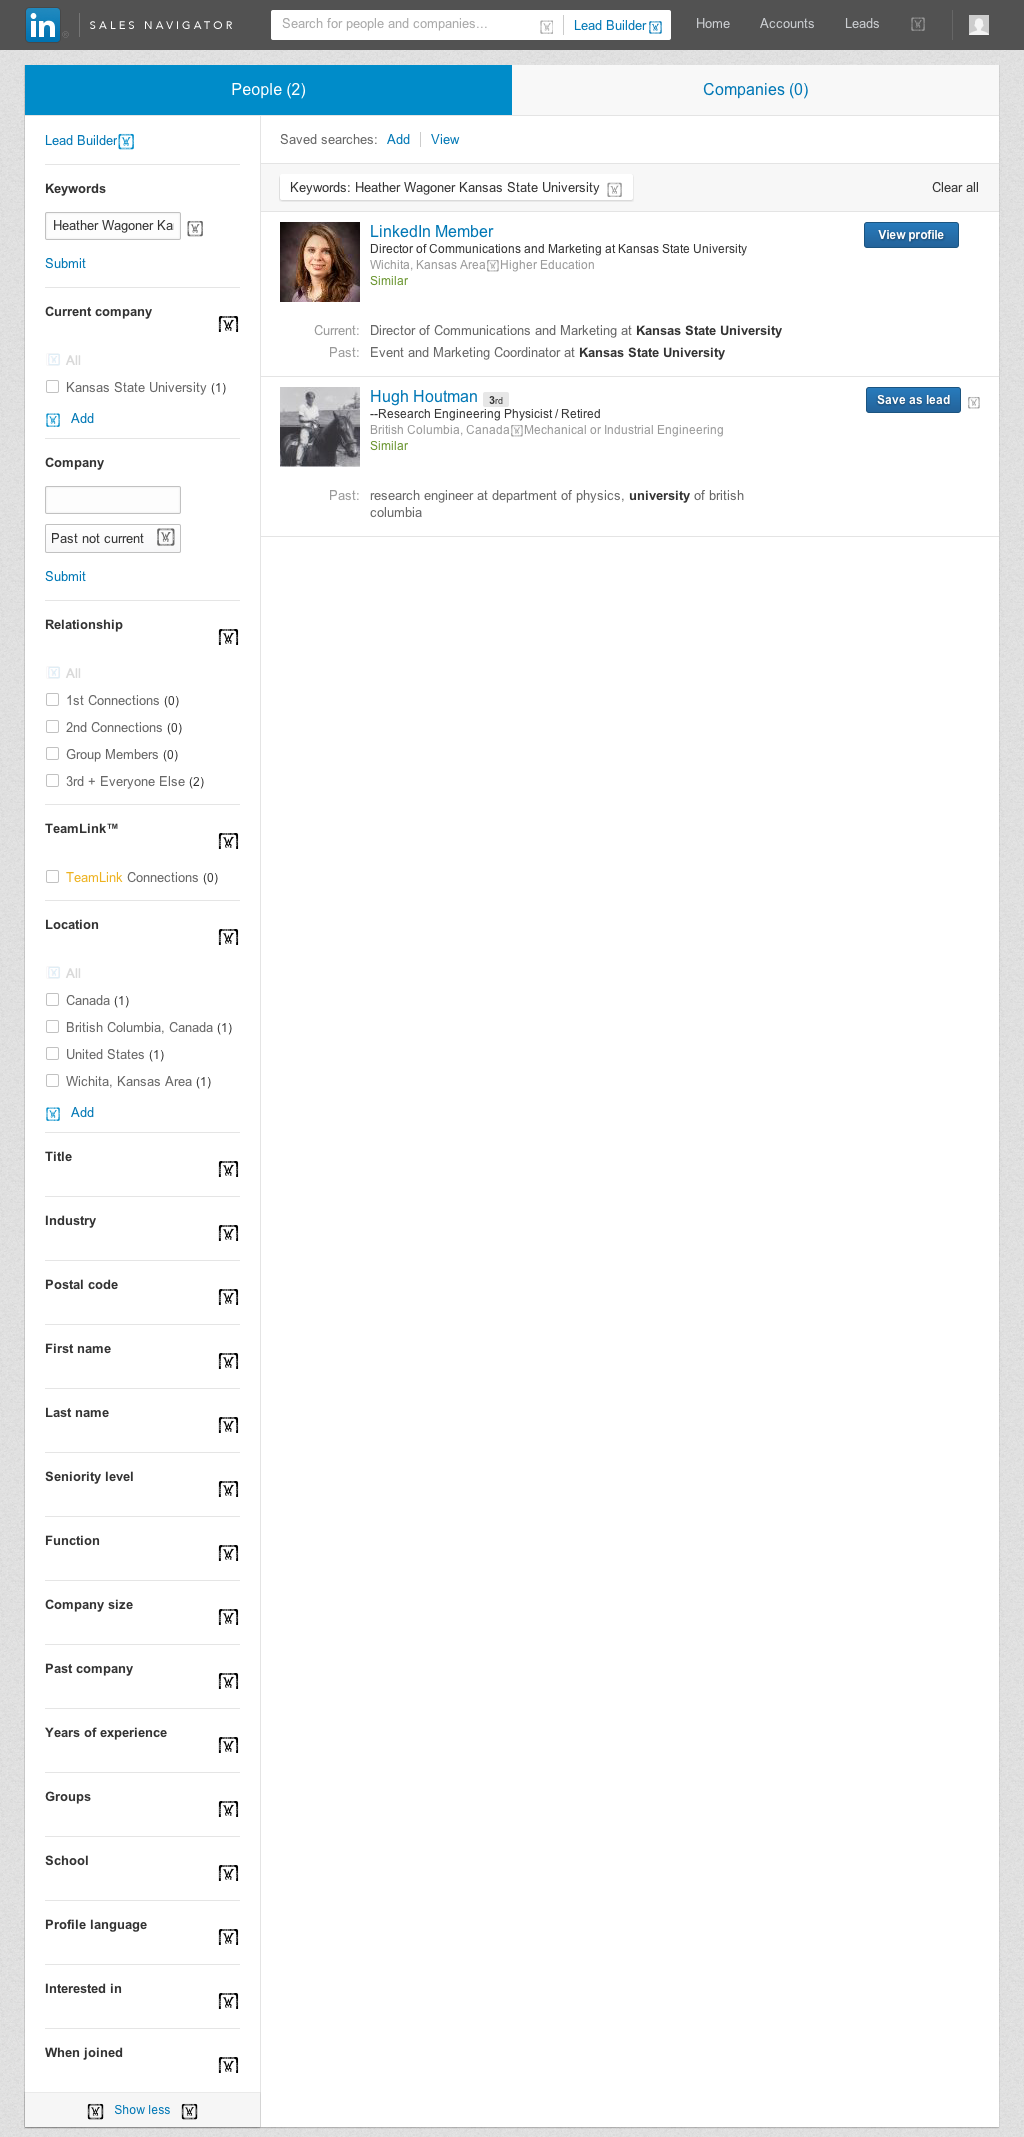 in SALES NAVIGATOR
Search for people and companies...
Lead Builder
Home
Accounts
Leads
People (2)
Companies (0)
Lead Builder
Keywords
Heather Wagoner Ka
Submit
Current company
All
Kansas State University (1)
Add
Company
Past not current
Submit
Relationship
All
1st Connections (0)
2nd Connections (0)
Group Members (0)
3rd + Everyone Else (2)
TeamLink™
TeamLink Connections (0)
Location
All
Canada (1)
British Columbia, Canada (1)
United States (1)
Wichita, Kansas Area (1)
Add
Title
Industry
Postal code
First name
Last name
Seniority level
Function
Company size
Past company
Years of experience
Groups
School
Profile language
Interested in
When joined
Show less
Saved searches: Add View
Keywords: Heather Wagoner Kansas State University
Clear all
LinkedIn Member
Director of Communications and Marketing at Kansas State University
Wichita, Kansas Area Higher Education
Similar
View profile
Current: Director of Communications and Marketing at Kansas State University
Past: Event and Marketing Coordinator at Kansas State University
Hugh Houtman 3rd
--Research Engineering Physicist / Retired
British Columbia, Canada Mechanical or Industrial Engineering
Similar
Save as lead
Past: research engineer at department of physics, university of british
columbia